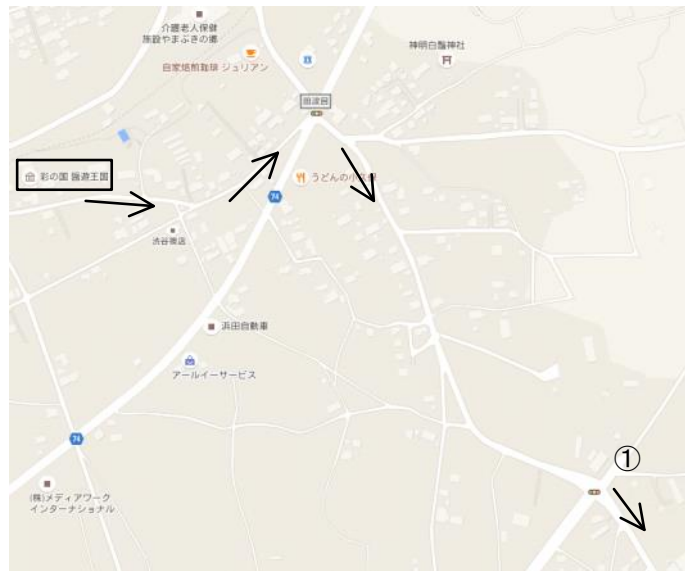 介護老人保健
施設やまぶきの郷
自家焙煎珈琲 ジュリアン
神明白鬚神社
田波目
彩の国 醤遊王国
うどんの小
74
渋谷商店
浜田自動車
アールイーサービス
①
74
(株)メディアワーク
インターナショナル